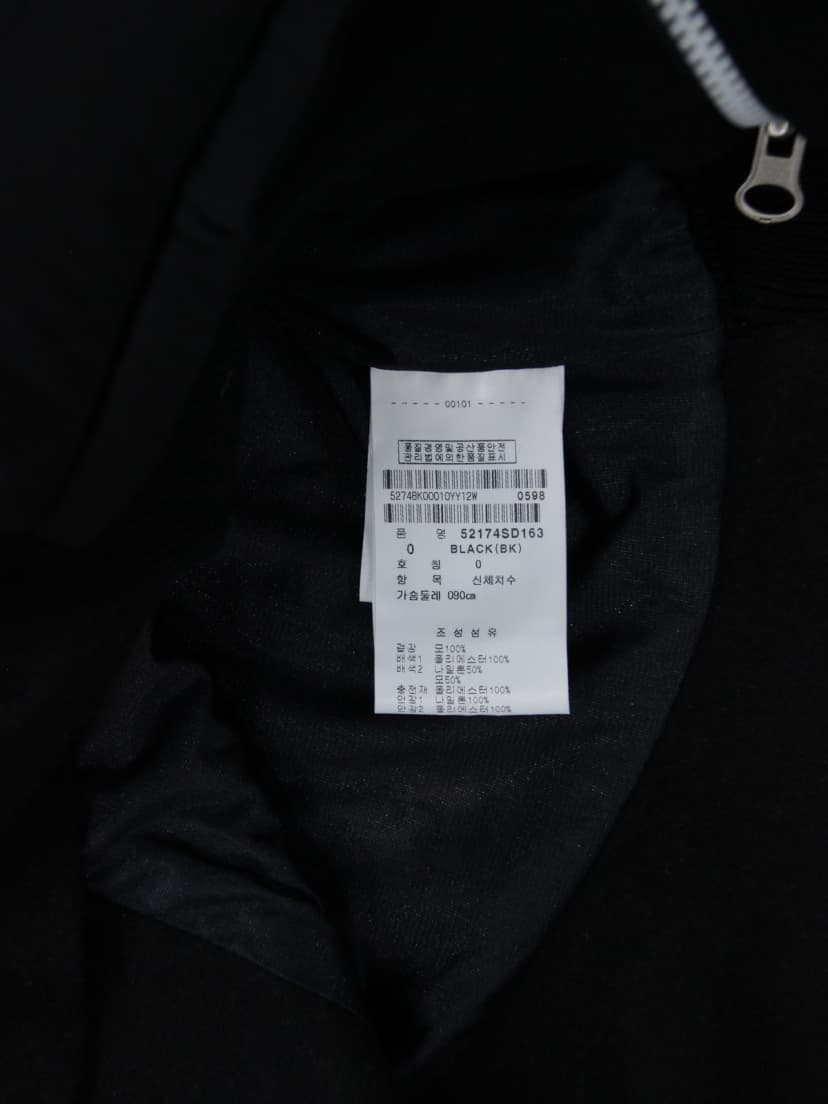 - - - - - 00101 - - - - -
품질경영및공산품안전
관리법에의한품질표시
52748K00010YY12W 0598
품 명 52174SD163
0 BLACK(BK)
호 칭 0
항 목 신체치수
가슴둘레 090㎝
조 성 섬 유
겉감 모100%
배색1 폴리에스터100%
배색2 나일론50%
모50%
충전재 폴리에스터100%
안감1 나일론100%
안감2 폴리에스터100%